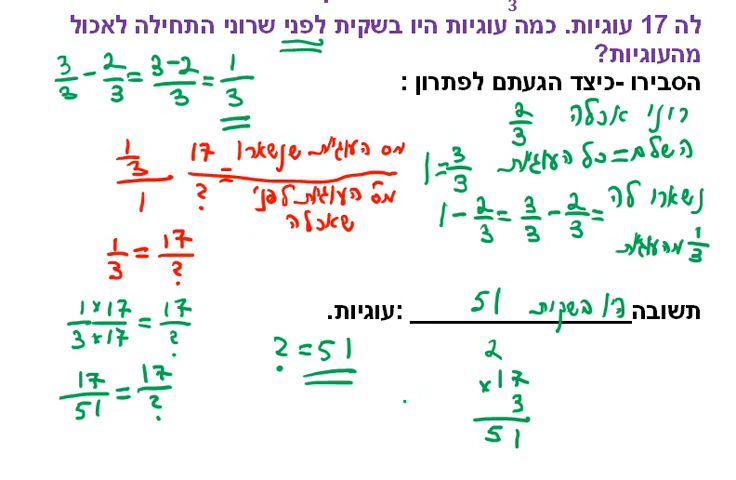 3
לה 17 עוגיות. כמה עוגיות היו בשקית לפני שרוני התחילה לאכול
מהעוגיות?
הסבירו -כיצד הגעתם לפתרון :
3/3 - 2/3 = 3-2/3 = 1/3
רוני אכלה 2/3
השלם = כל העוגיות 1 = 3/3
נשארו לה
1 - 2/3 = 3/3 - 2/3 =
1/3 מהעוגיות
1/3 / 1
17/? = מס העוגיות שנשארו / מס העוגיות לפני שאכלה
1/3 = 17/?
1×17/3×17 = 17/?
17/51 = 17/?
? = 51
תשובה היו בשקית 51 :עוגיות.
2
×17
3
51